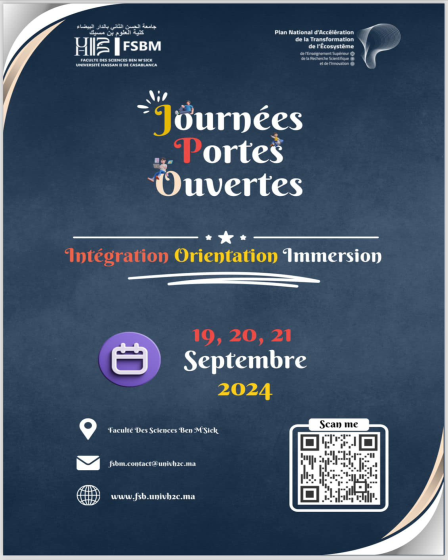 جامعة الحسن الثاني بالدار البيضاء
كلية العلوم بن مسيك
FSBM
FACULTÉ DES SCIENCES BEN M'SICK
UNIVERSITÉ HASSAN II DE CASABLANCA
Plan National d'Accélération
de la Transformation
de l'Écosystème
de l'Enseignement Supérieur
de la Recherche Scientifique
et de l'Innovation
Journées
Portes
Ouvertes
Intégration Orientation Immersion
19, 20, 21
Septembre
2024
Faculté Des Sciences Ben M'Sick
fsbm.contact@univh2c.ma
www.fsb.univh2c.ma
Scan me